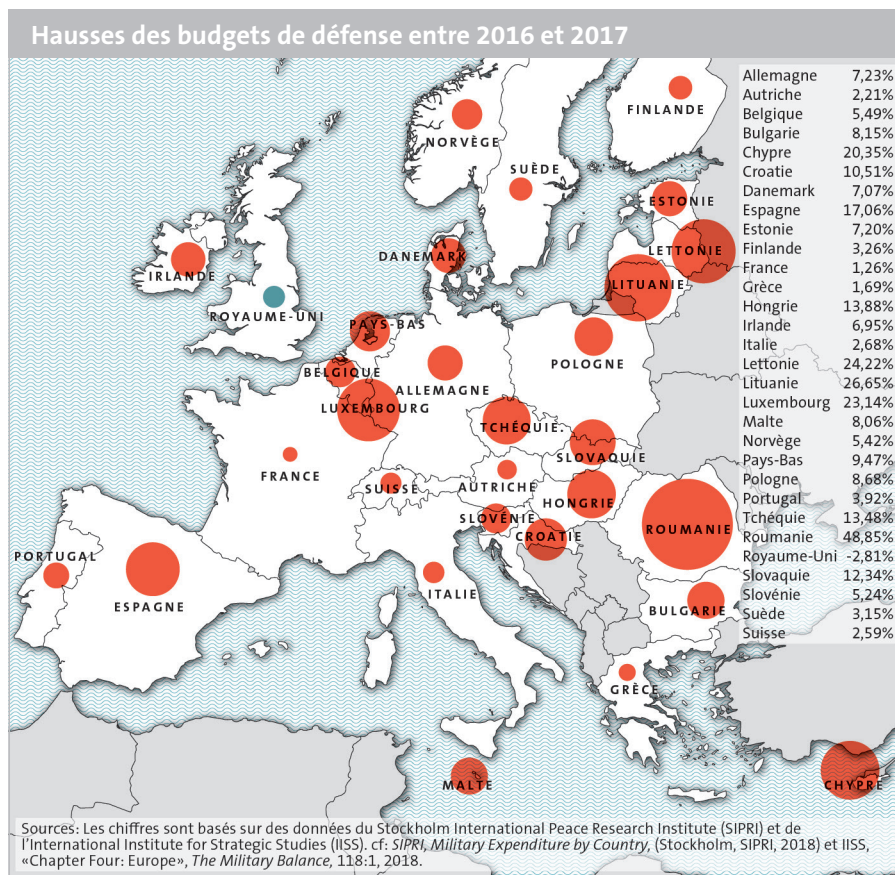 Hausses des budgets de défense entre 2016 et 2017
Allemagne 7,23%
Autriche 2,21%
Belgique 5,49%
Bulgarie 8,15%
Chypre 20,35%
Croatie 10,51%
Danemark 7,07%
Espagne 17,06%
Estonie 7,20%
Finlande 3,26%
France 1,26%
Grèce 1,69%
Hongrie 13,88%
Irlande 6,95%
Italie 2,68%
Lettonie 24,22%
Lituanie 26,65%
Luxembourg 23,14%
Malte 8,06%
Norvège 5,42%
Pays-Bas 9,47%
Pologne 8,68%
Portugal 3,92%
Tchéquie 13,48%
Roumanie 48,85%
Royaume-Uni -2,81%
Slovaquie 12,34%
Slovénie 5,24%
Suède 3,15%
Suisse 2,59%
FINLANDE
NORVÈGE
SUÈDE
ESTONIE
LETTONIE
DANEMARK
IRLANDE
LITUANIE
ROYAUME-UNI
PAYS-BAS
POLOGNE
BELGIQUE
ALLEMAGNE
LUXEMBOURG
TCHÉQUIE
SLOVAQUIE
FRANCE
SUISSE
AUTRICHE
HONGRIE
SLOVÉNIE
CROATIE
ROUMANIE
PORTUGAL
ESPAGNE
ITALIE
BULGARIE
GRÈCE
MALTE
CHYPRE
Sources: Les chiffres sont basés sur des données du Stockholm International Peace Research Institute (SIPRI) et de
l'International Institute for Strategic Studies (IISS). cf: SIPRI, Military Expenditure by Country, (Stockholm, SIPRI, 2018) et IISS,
«Chapter Four: Europe», The Military Balance, 118:1, 2018.